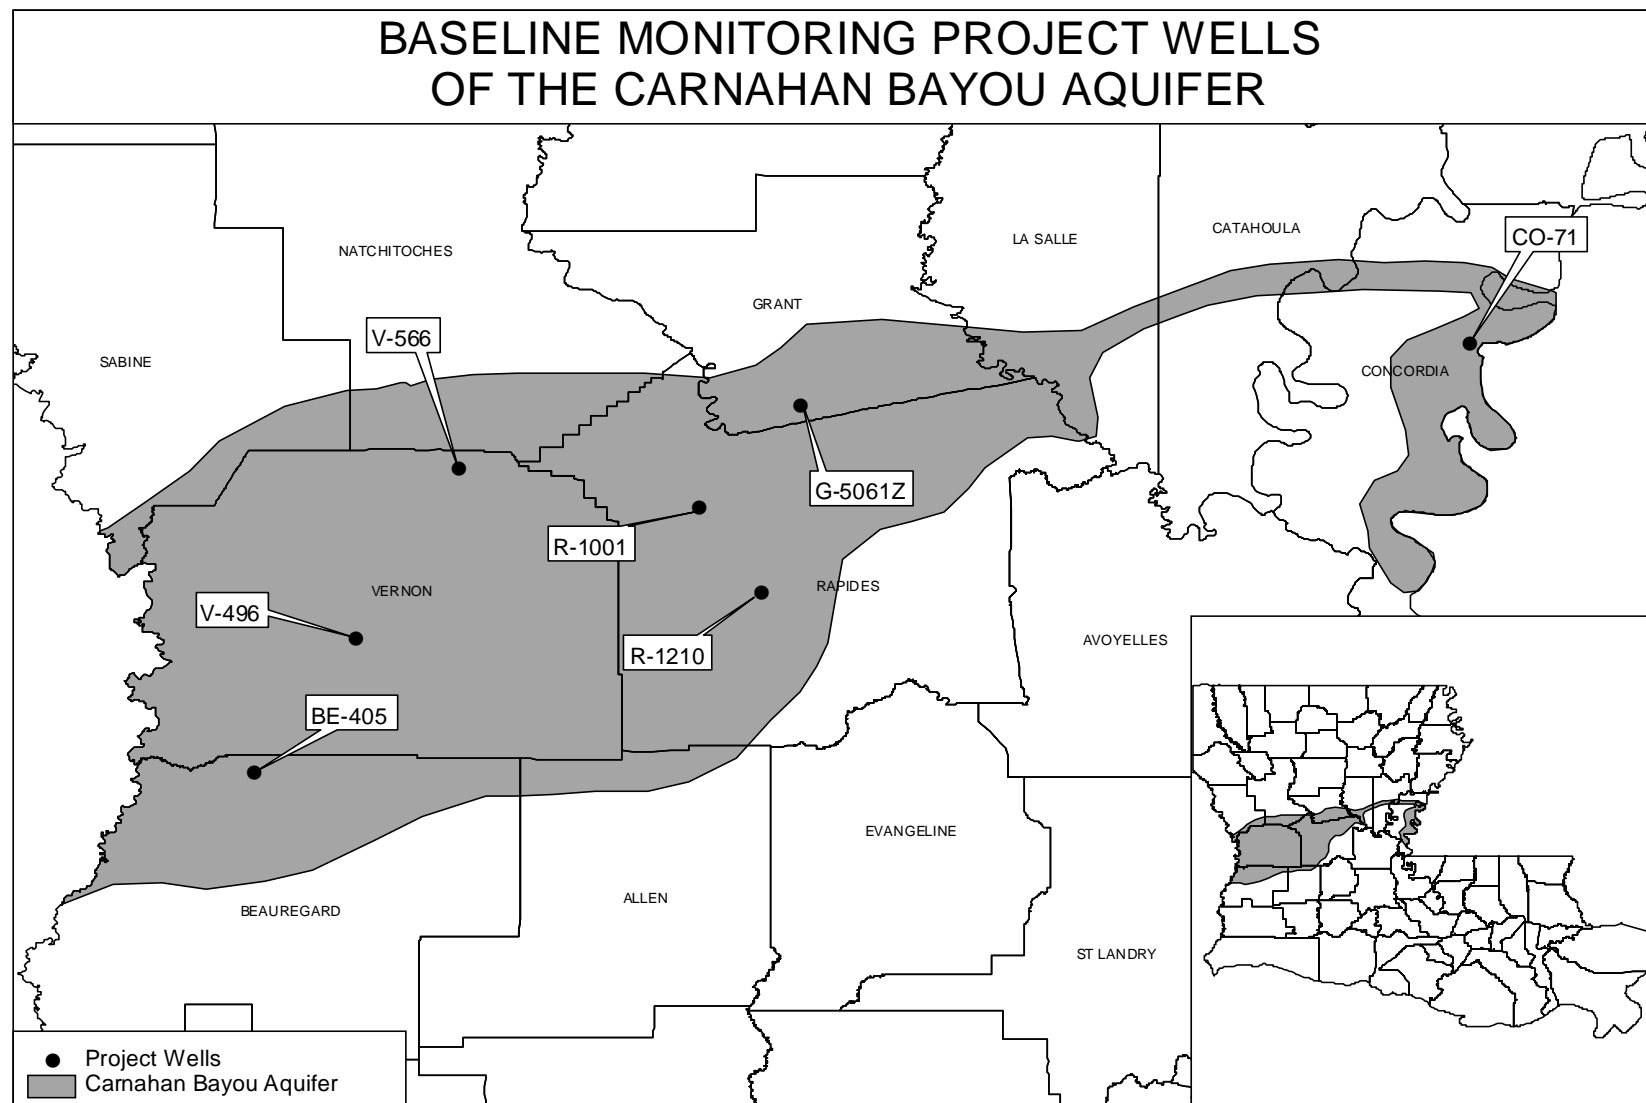 BASELINE MONITORING PROJECT WELLS
OF THE CARNAHAN BAYOU AQUIFER
CATAHOULA
CO-71
LA SALLE
NATCHITOCHES
GRANT
V-566
SABINE
CONCORDIA
G-5061Z
R-1001
RAPIDES
VERNON
V-496
AVOYELLES
R-1210
BE-405
EVANGELINE
ALLEN
BEAUREGARD
ST LANDRY
Project Wells
Carnahan Bayou Aquifer